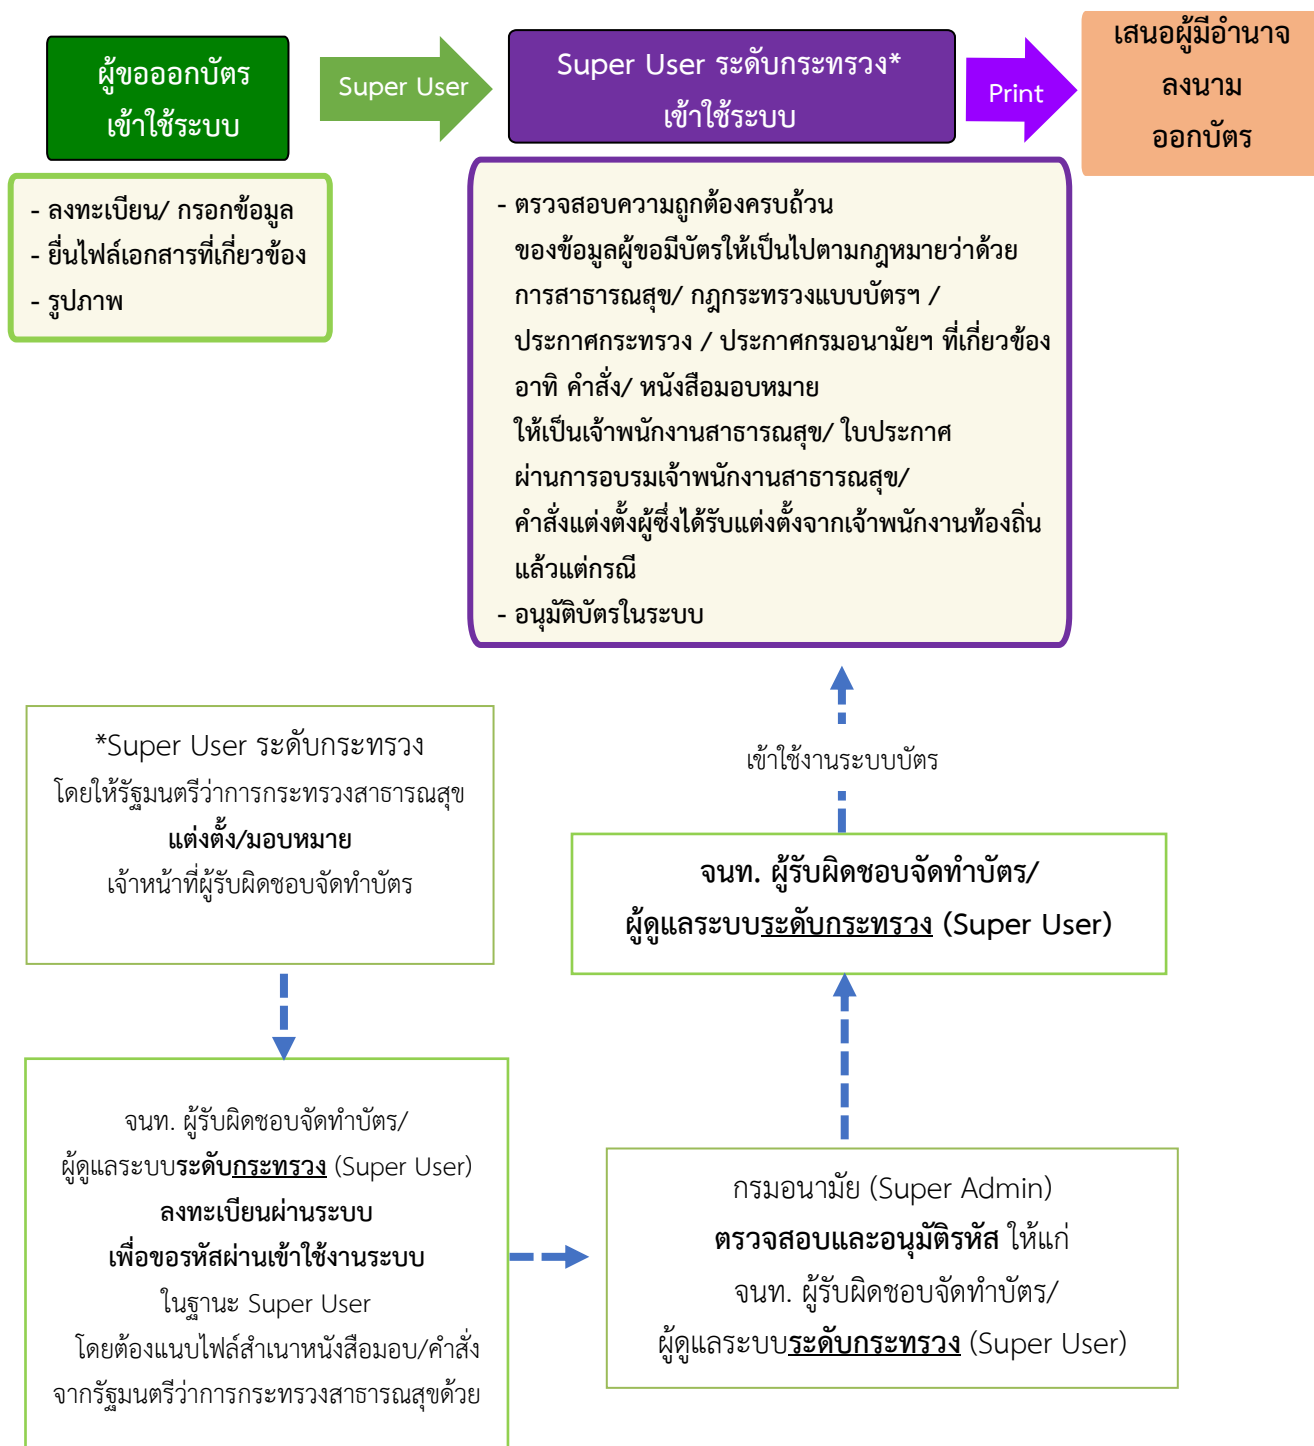 ผู้ขอออกบัตร
เข้าใช้ระบบ
Super User
Super User ระดับกระทรวง*
เข้าใช้ระบบ
Print
เสนอผู้มีอำนาจ
ลงนาม
ออกบัตร
- ลงทะเบียน/ กรอกข้อมูล
- ยื่นไฟล์เอกสารที่เกี่ยวข้อง
- รูปภาพ
- ตรวจสอบความถูกต้องครบถ้วน
ของข้อมูลผู้ขอมีบัตรให้เป็นไปตามกฎหมายว่าด้วย
การสาธารณสุข/ กฎกระทรวงแบบบัตรฯ /
ประกาศกระทรวง / ประกาศกรมอนามัยฯ ที่เกี่ยวข้อง
อาทิ คำสั่ง/ หนังสือมอบหมาย
ให้เป็นเจ้าพนักงานสาธารณสุข/ ใบประกาศ
ผ่านการอบรมเจ้าพนักงานสาธารณสุข/
คำสั่งแต่งตั้งผู้ซึ่งได้รับแต่งตั้งจากเจ้าพนักงานท้องถิ่น
แล้วแต่กรณี
- อนุมัติบัตรในระบบ
*Super User ระดับกระทรวง
โดยให้รัฐมนตรีว่าการกระทรวงสาธารณสุข
แต่งตั้ง/มอบหมาย
เจ้าหน้าที่ผู้รับผิดชอบจัดทำบัตร
เข้าใช้งานระบบบัตร
จนท. ผู้รับผิดชอบจัดทำบัตร/
ผู้ดูแลระบบระดับกระทรวง (Super User)
จนท. ผู้รับผิดชอบจัดทำบัตร/
ผู้ดูแลระบบระดับกระทรวง (Super User)
ลงทะเบียนผ่านระบบ
เพื่อขอรหัสผ่านเข้าใช้งานระบบ
ในฐานะ Super User
โดยต้องแนบไฟล์สำเนาหนังสือมอบ/คำสั่ง
จากรัฐมนตรีว่าการกระทรวงสาธารณสุขด้วย
กรมอนามัย (Super Admin)
ตรวจสอบและอนุมัติรหัส ให้แก่
จนท. ผู้รับผิดชอบจัดทำบัตร/
ผู้ดูแลระบบระดับกระทรวง (Super User)